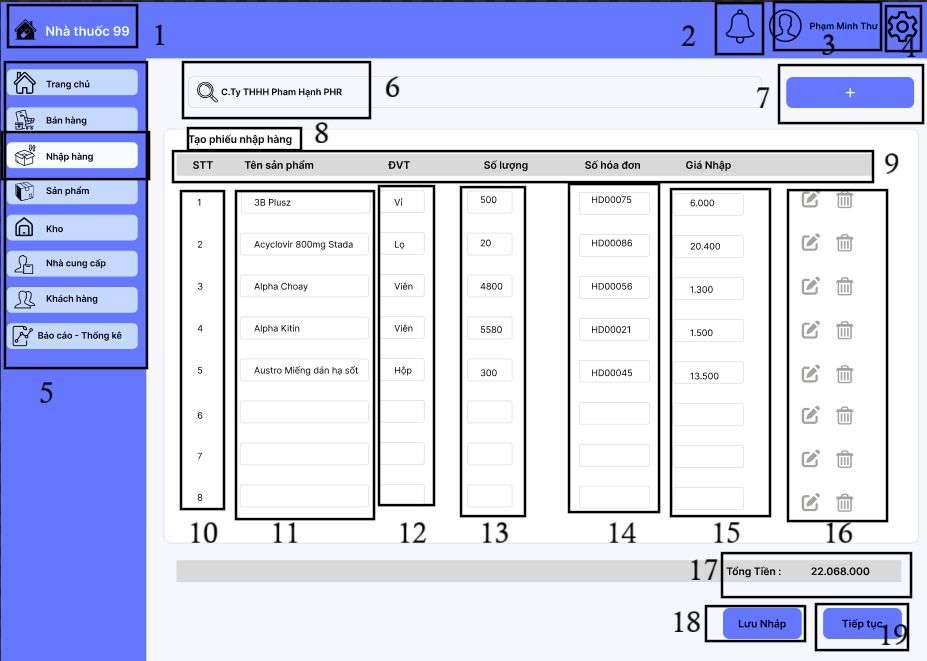 Nhà thuốc 99
1
2
Phạm Minh Thư
3
4
Trang chủ
Bán hàng
Nhập hàng
Sản phẩm
Kho
Nhà cung cấp
Khách hàng
Báo cáo - Thống kê
5
C.Ty THHH Pham Hạnh PHR
6
7
+
Tạo phiếu nhập hàng
8
STT Tên sản phẩm ĐVT Số lượng Số hóa đơn Giá Nhập
9
1 3B Plusz Vỉ 500 HD00075 6.000
2 Acyclovir 800mg Stada Lọ 20 HD00086 20.400
3 Alpha Choay Viên 4800 HD00056 1.300
4 Alpha Kitin Viên 5580 HD00021 1.500
5 Austro Miếng dán hạ sốt Hộp 300 HD00045 13.500
6
7
8
10 11 12 13 14 15 16
17 Tổng Tiền : 22.068.000
18 Lưu Nháp Tiếp tục 19